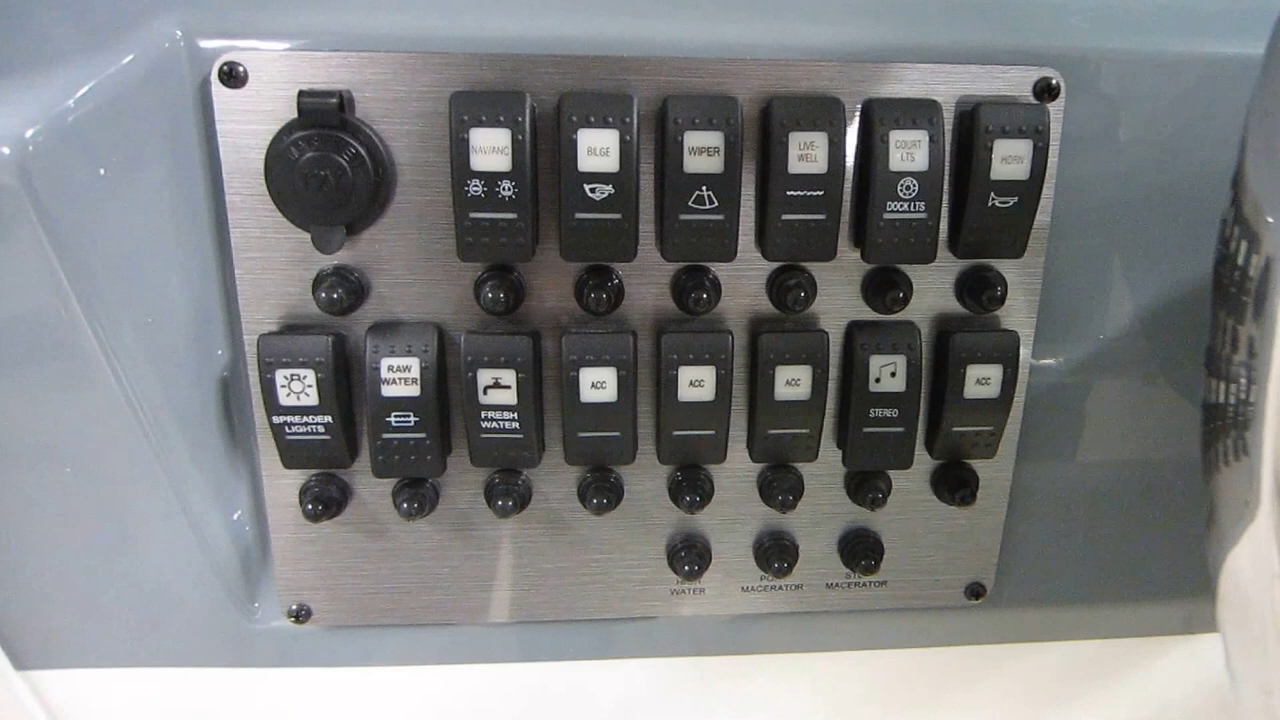 12V
NAV/ANC
BILGE
WIPER
LIVE-
WELL
COURT
LTS
DOCK LTS
HORN
SPREADER
LIGHTS
RAW
WATER
FRESH
WATER
ACC
ACC
ACC
STEREO
ACC
WATER
MACERATOR
MACERATOR